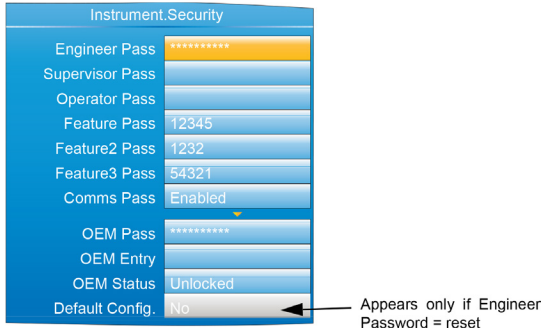 Instrument.Security
Engineer Pass **********
Supervisor Pass
Operator Pass
Feature Pass 12345
Feature2 Pass 1232
Feature3 Pass 54321
Comms Pass Enabled
OEM Pass **********
OEM Entry
OEM Status Unlocked
Default Config. No
Appears only if Engineer
Password = reset